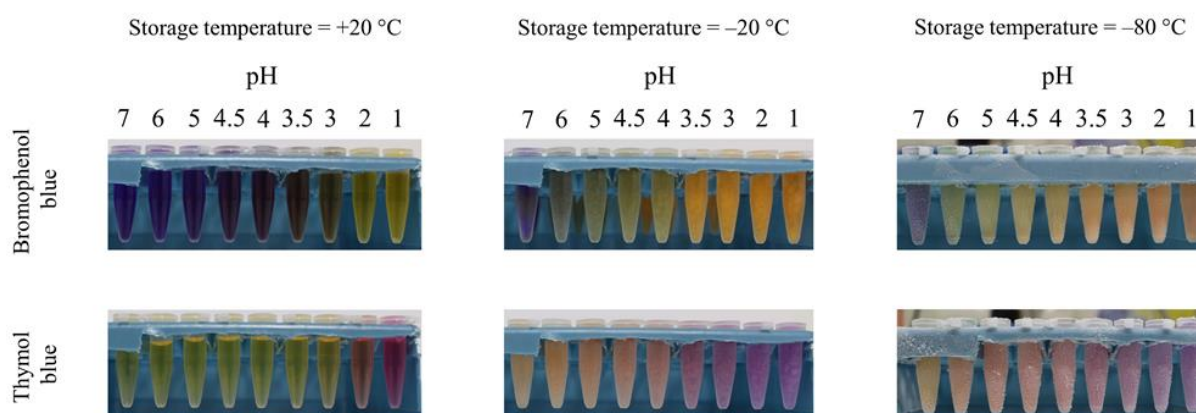 Storage temperature = +20 °C
Storage temperature = –20 °C
Storage temperature = –80 °C
pH
pH
pH
7 6 5 4.5 4 3.5 3 2 1
7 6 5 4.5 4 3.5 3 2 1
7 6 5 4.5 4 3.5 3 2 1
Bromophenol
blue
Thymol
blue